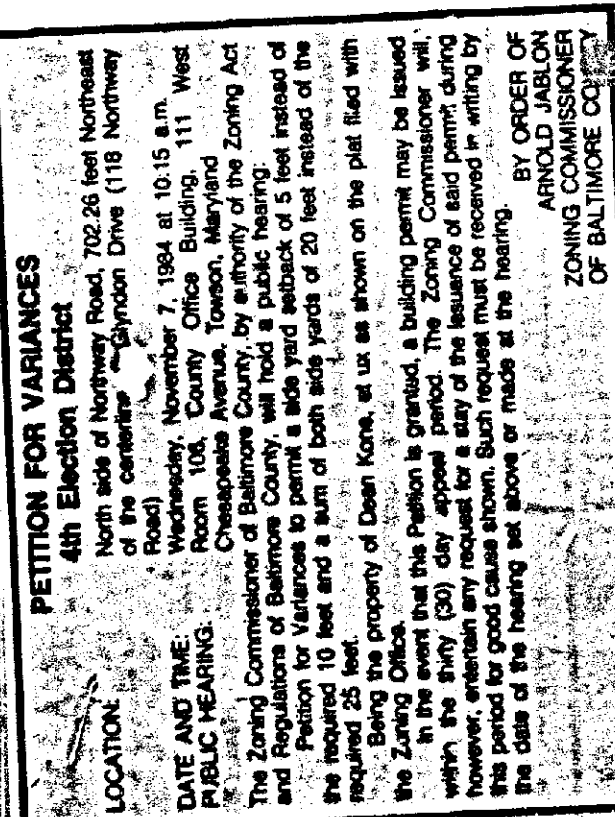 PETITION FOR VARIANCES
4th Election District
LOCATION: North side of Northway Road, 702.26 feet Northeast
of the centerline Glyndon Drive (118 Northway
Road)
DATE AND TIME: Wednesday, November 7, 1984 at 10:15 a.m.
PUBLIC HEARING: Room 106, County Office Building, 111 West
Chesapeake Avenue, Towson, Maryland
The Zoning Commissioner of Baltimore County, by authority of the Zoning Act
and Regulations of Baltimore County, will hold a public hearing:
Petition for Variances to permit a side yard setback of 5 feet instead of
the required 10 feet and a sum of both side yards of 20 feet instead of the
required 25 feet.
Being the property of Dean Kone, et ux as shown on the plat filed with
the Zoning Office.
In the event that this Petition is granted, a building permit may be issued
within the thirty (30) day appeal period. The Zoning Commissioner will,
however, entertain any request for a stay of the issuance of said permit during
this period for good cause shown. Such request must be received in writing by
the date of the hearing set above or made at the hearing.
BY ORDER OF
ARNOLD JABLON
ZONING COMMISSIONER
OF BALTIMORE COUNTY